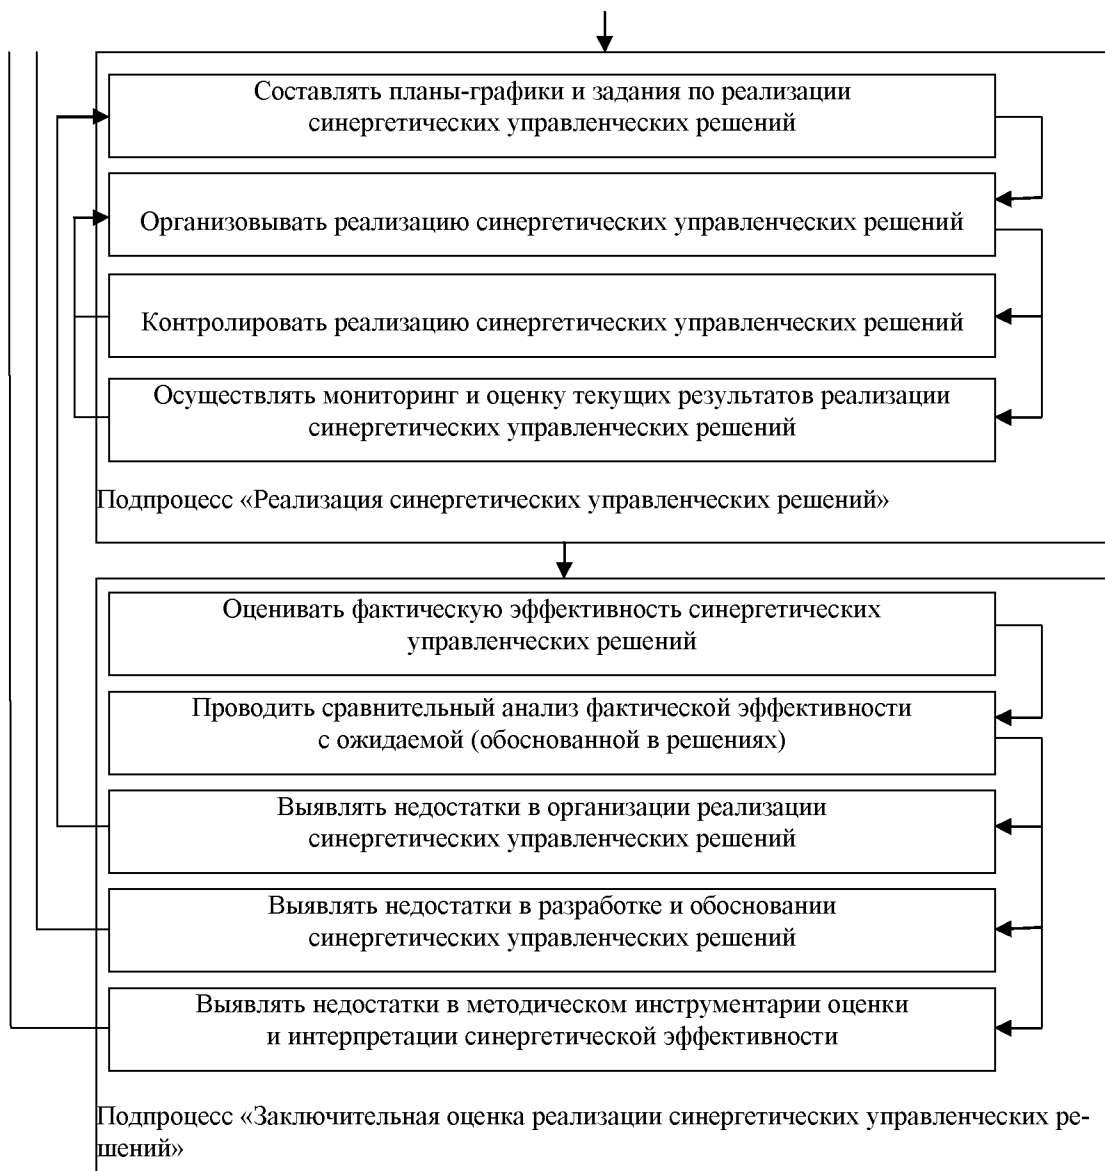 Составлять планы-графики и задания по реализации
синергетических управленческих решений
Организовывать реализацию синергетических управленческих решений
Контролировать реализацию синергетических управленческих решений
Осуществлять мониторинг и оценку текущих результатов реализации
синергетических управленческих решений
Подпроцесс «Реализация синергетических управленческих решений»
Оценивать фактическую эффективность синергетических
управленческих решений
Проводить сравнительный анализ фактической эффективности
с ожидаемой (обоснованной в решениях)
Выявлять недостатки в организации реализации
синергетических управленческих решений
Выявлять недостатки в разработке и обосновании
синергетических управленческих решений
Выявлять недостатки в методическом инструментарии оценки
и интерпретации синергетической эффективности
Подпроцесс «Заключительная оценка реализации синергетических управленческих ре-
шений»